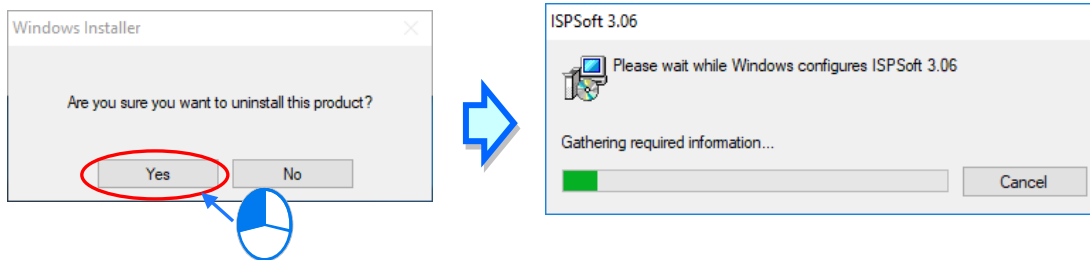 Windows Installer
Are you sure you want to uninstall this product?
Yes
No
ISPSoft 3.06
Please wait while Windows configures ISPSoft 3.06
Gathering required information...
Cancel